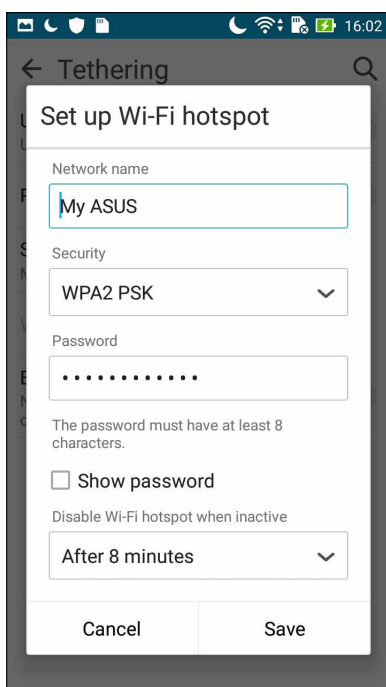 16:02
Tethering
Set up Wi-Fi hotspot
Network name
My ASUS
Security
WPA2 PSK
Password
••••••••••••
The password must have at least 8
characters.
Show password
Disable Wi-Fi hotspot when inactive
After 8 minutes
Cancel
Save